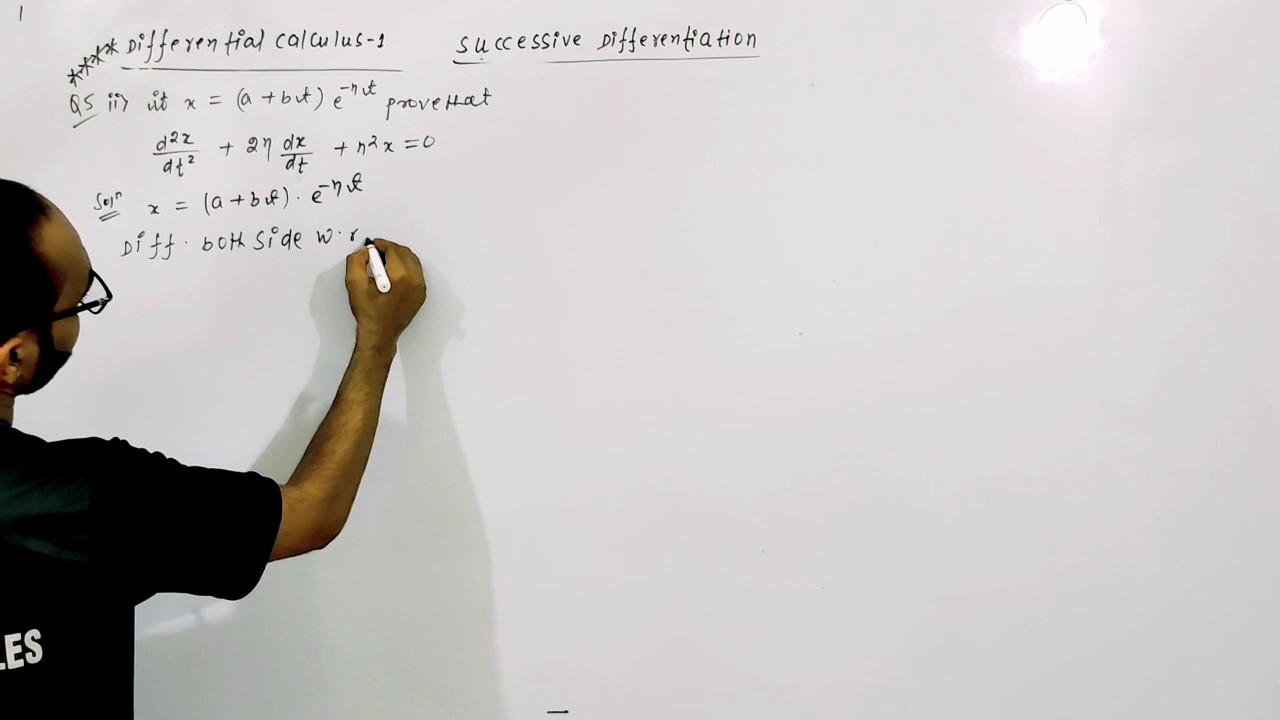 1
**** Differential calculus-1 successive Differentiation
Q5 ii) if x = (a + bt) e^-nt prove that
d²x/dt² + 2n dx/dt + n²x = 0
Solⁿ x = (a + bt) · e^-nt
Diff · both side w · r
LES